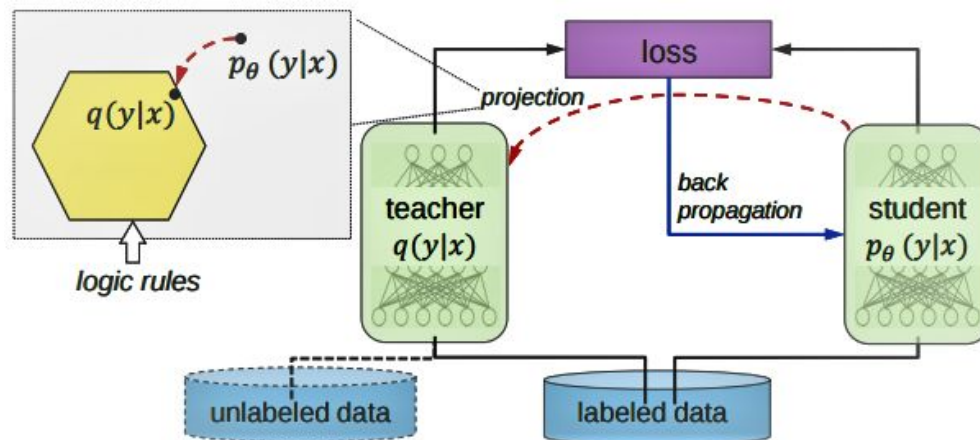 loss
p_θ (y|x)
q(y|x)
projection
logic rules
teacher
q(y|x)
back
propagation
student
p_θ (y|x)
unlabeled data
labeled data